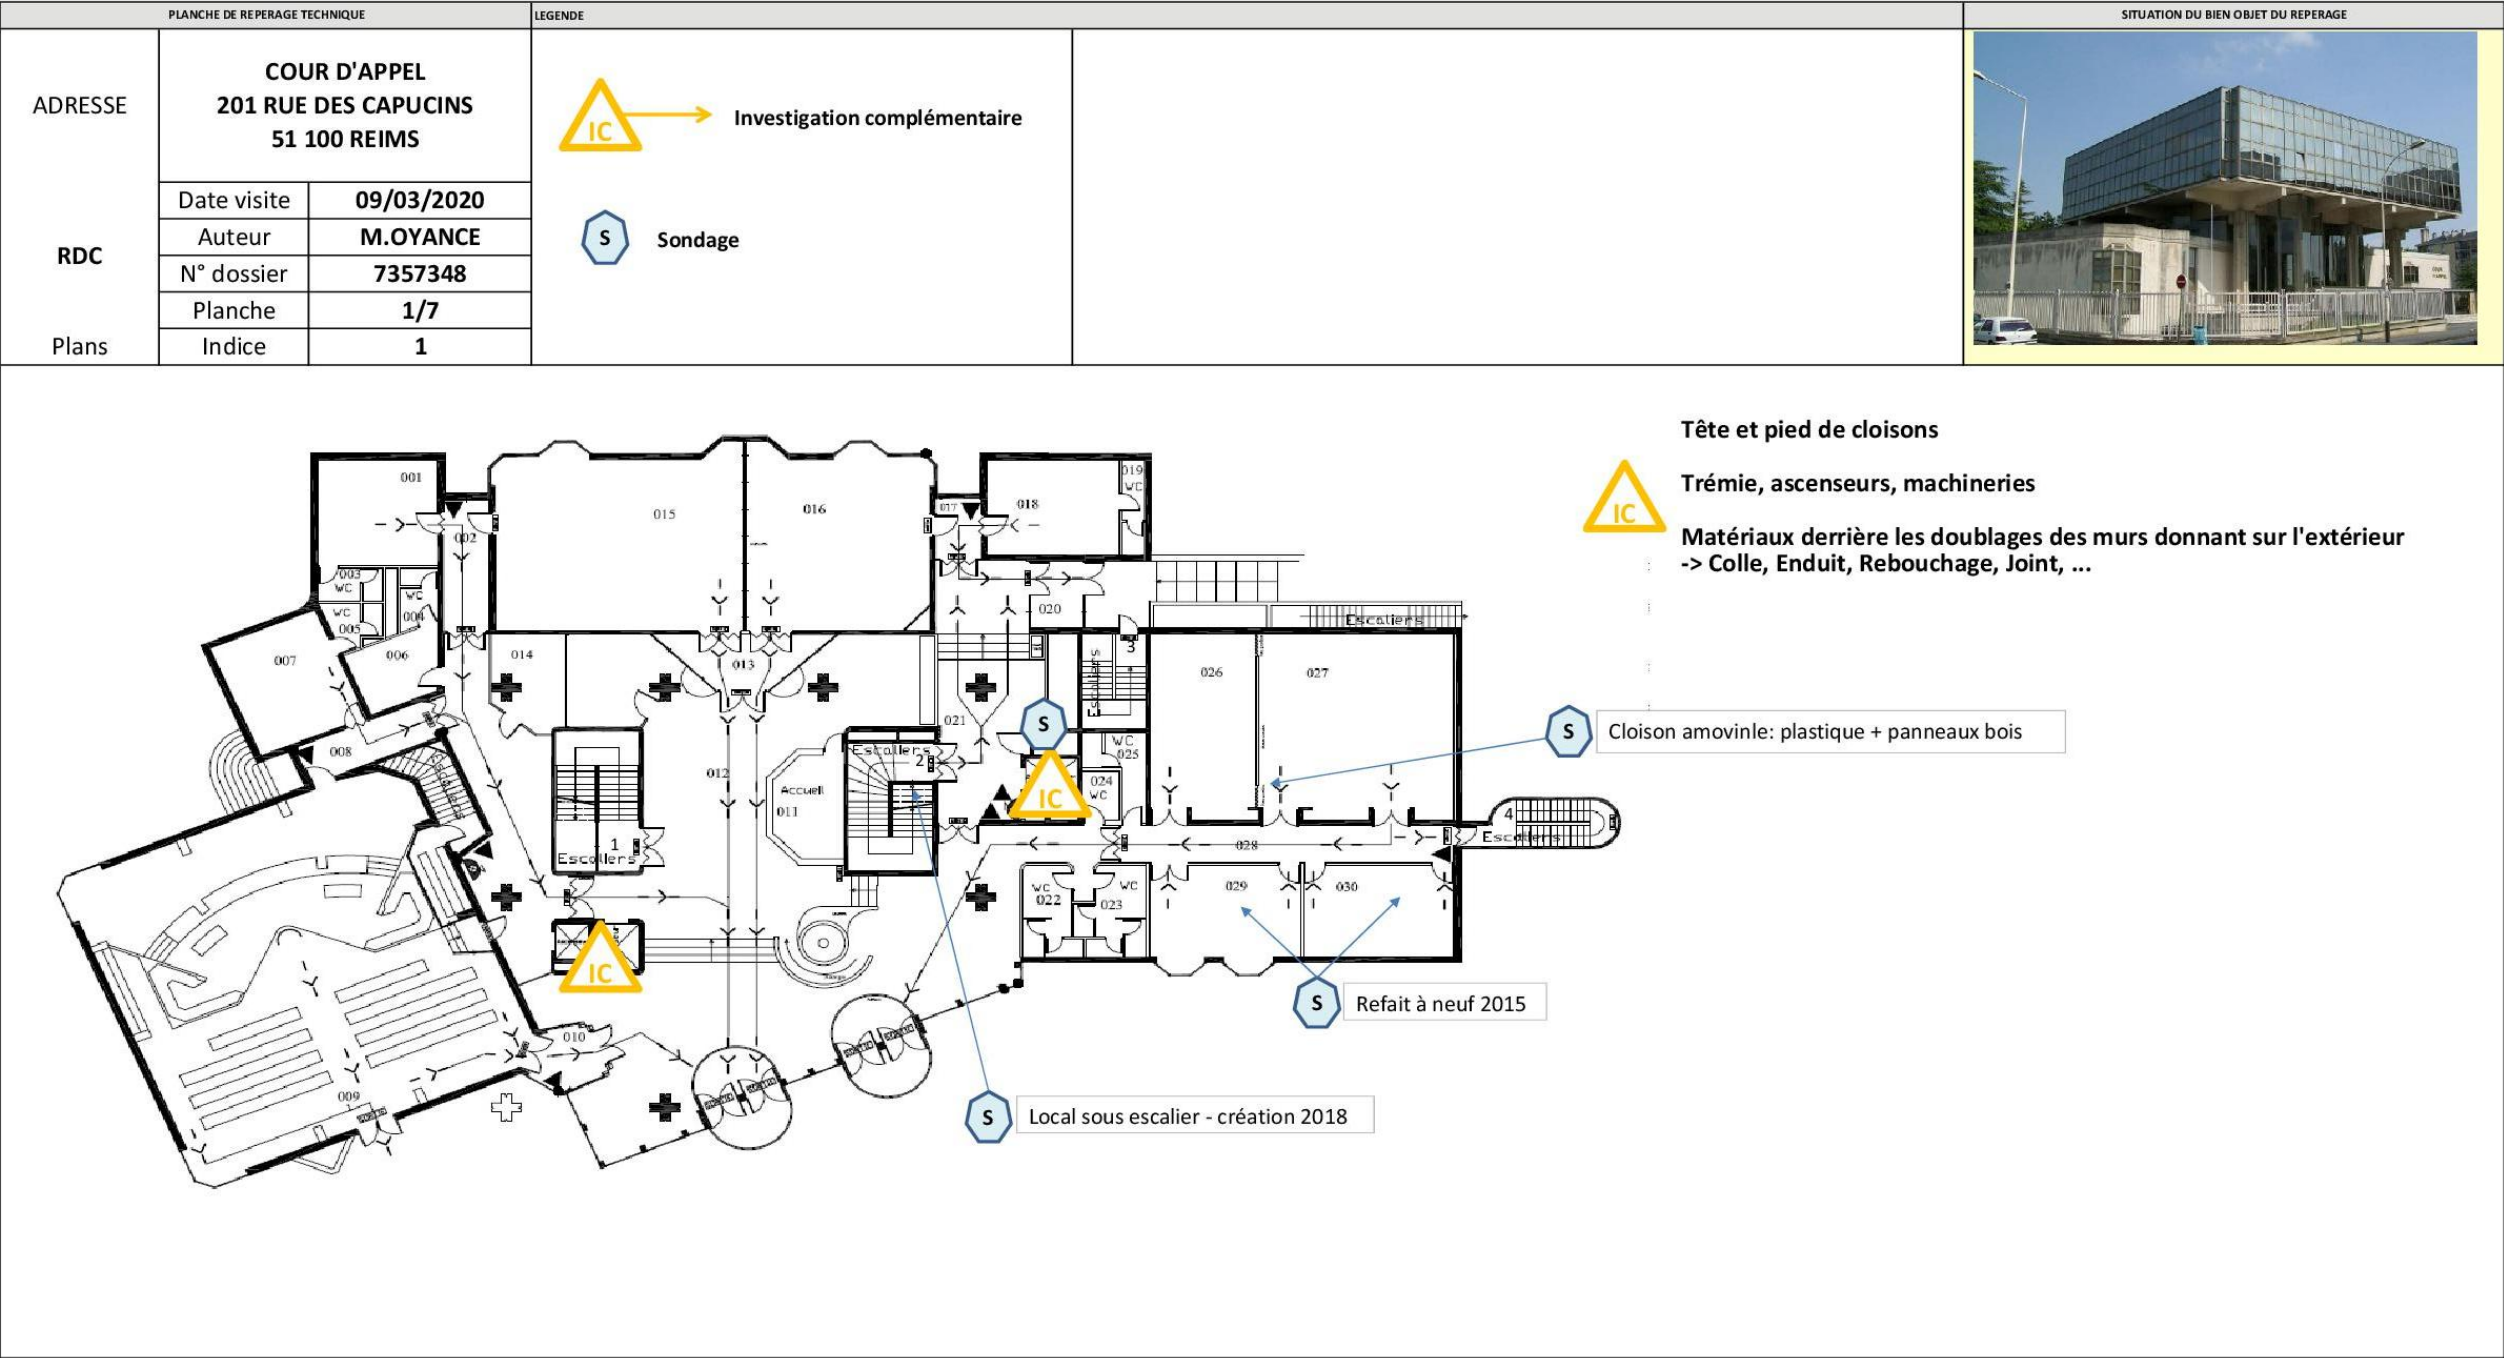 PLANCHE DE REPERAGE TECHNIQUE
LEGENDE
SITUATION DU BIEN OBJET DU REPERAGE
ADRESSE
COUR D'APPEL
201 RUE DES CAPUCINS
51 100 REIMS
RDC
Date visite 09/03/2020
Auteur M.OYANCE
N° dossier 7357348
Planche 1/7
Plans
Indice 1
IC
Investigation complémentaire
S
Sondage
Tête et pied de cloisons
IC
Trémie, ascenseurs, machineries
Matériaux derrière les doublages des murs donnant sur l'extérieur
-> Colle, Enduit, Rebouchage, Joint, ...
001
002
003
WC
WC
004
WC
005
006
007
008
Escaliers
009
010
Accueil
011
012
013
014
015
016
017
018
019
WC
020
021
WC
022
WC
023
024
WC
WC
025
026
027
028
029
030
1
Escaliers
Escaliers
2
Escaliers
3
Escaliers
4
Escaliers
S
IC
IC
S
Cloison amovinle: plastique + panneaux bois
S
Refait à neuf 2015
S
Local sous escalier - création 2018